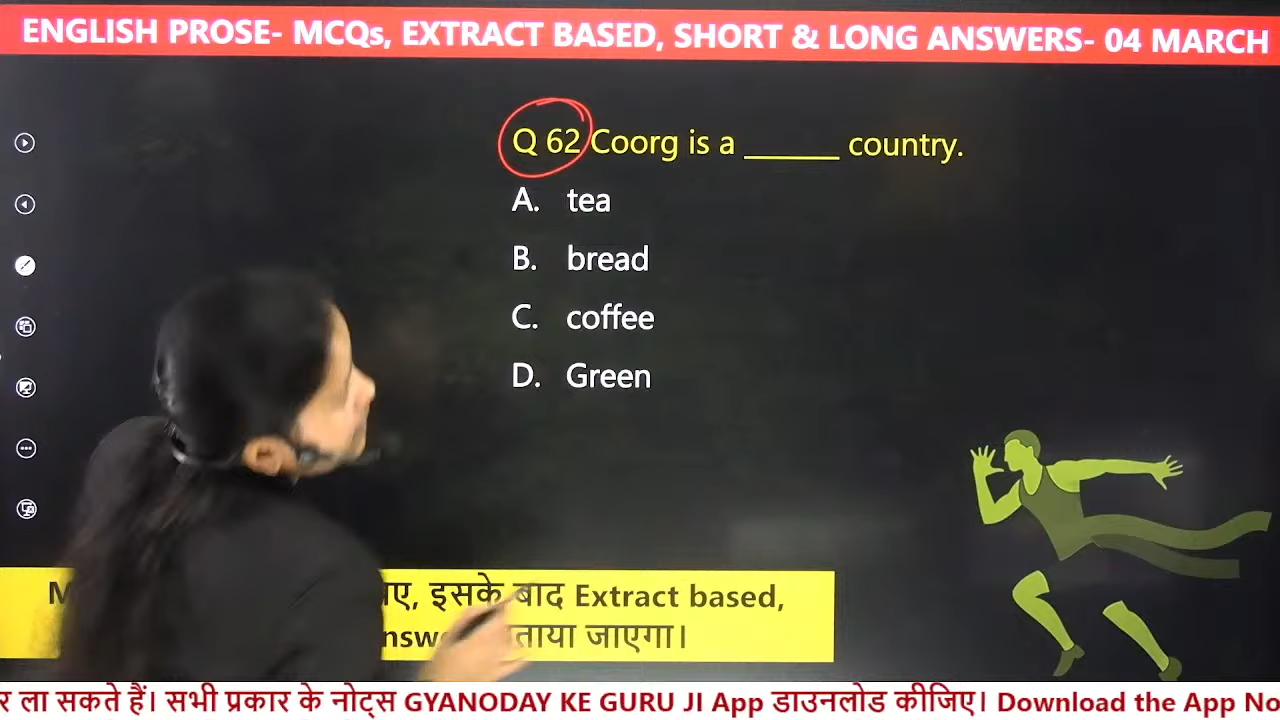 ENGLISH PROSE- MCQs, EXTRACT BASED, SHORT & LONG ANSWERS- 04 MARCH
Q 62 Coorg is a ______ country.
A. tea
B. bread
C. coffee
D. Green
इसके बाद Extract based,
बताया जाएगा।
र ला सकते हैं। सभी प्रकार के नोट्स GYANODAY KE GURU JI App डाउनलोड कीजिए। Download the App No